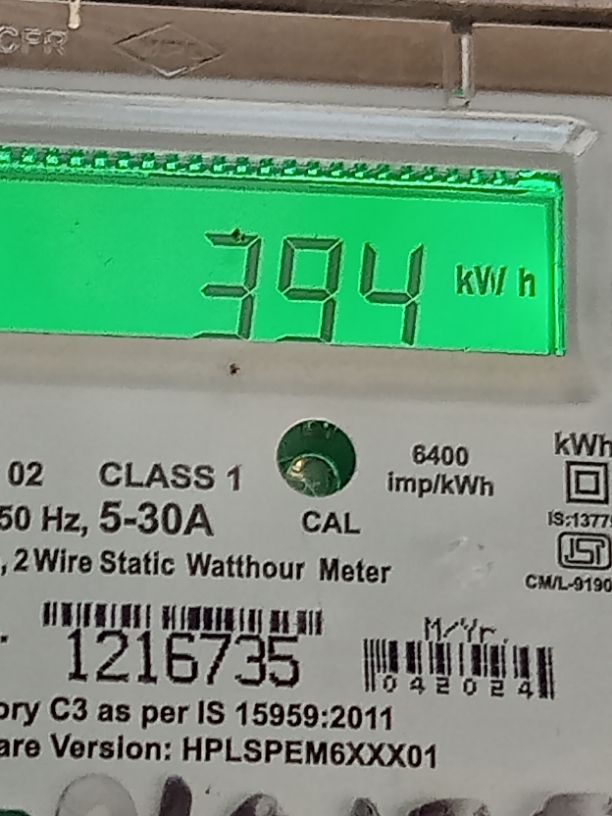 394 kWh
6400
kWh
02 CLASS 1
imp/kWh
50 Hz, 5-30A
CAL
IS:1377
, 2 Wire Static Watthour Meter
CM/L-9190
M/Yr.
1216735
042024
ory C3 as per IS 15959:2011
are Version: HPLSPEM6XXX01